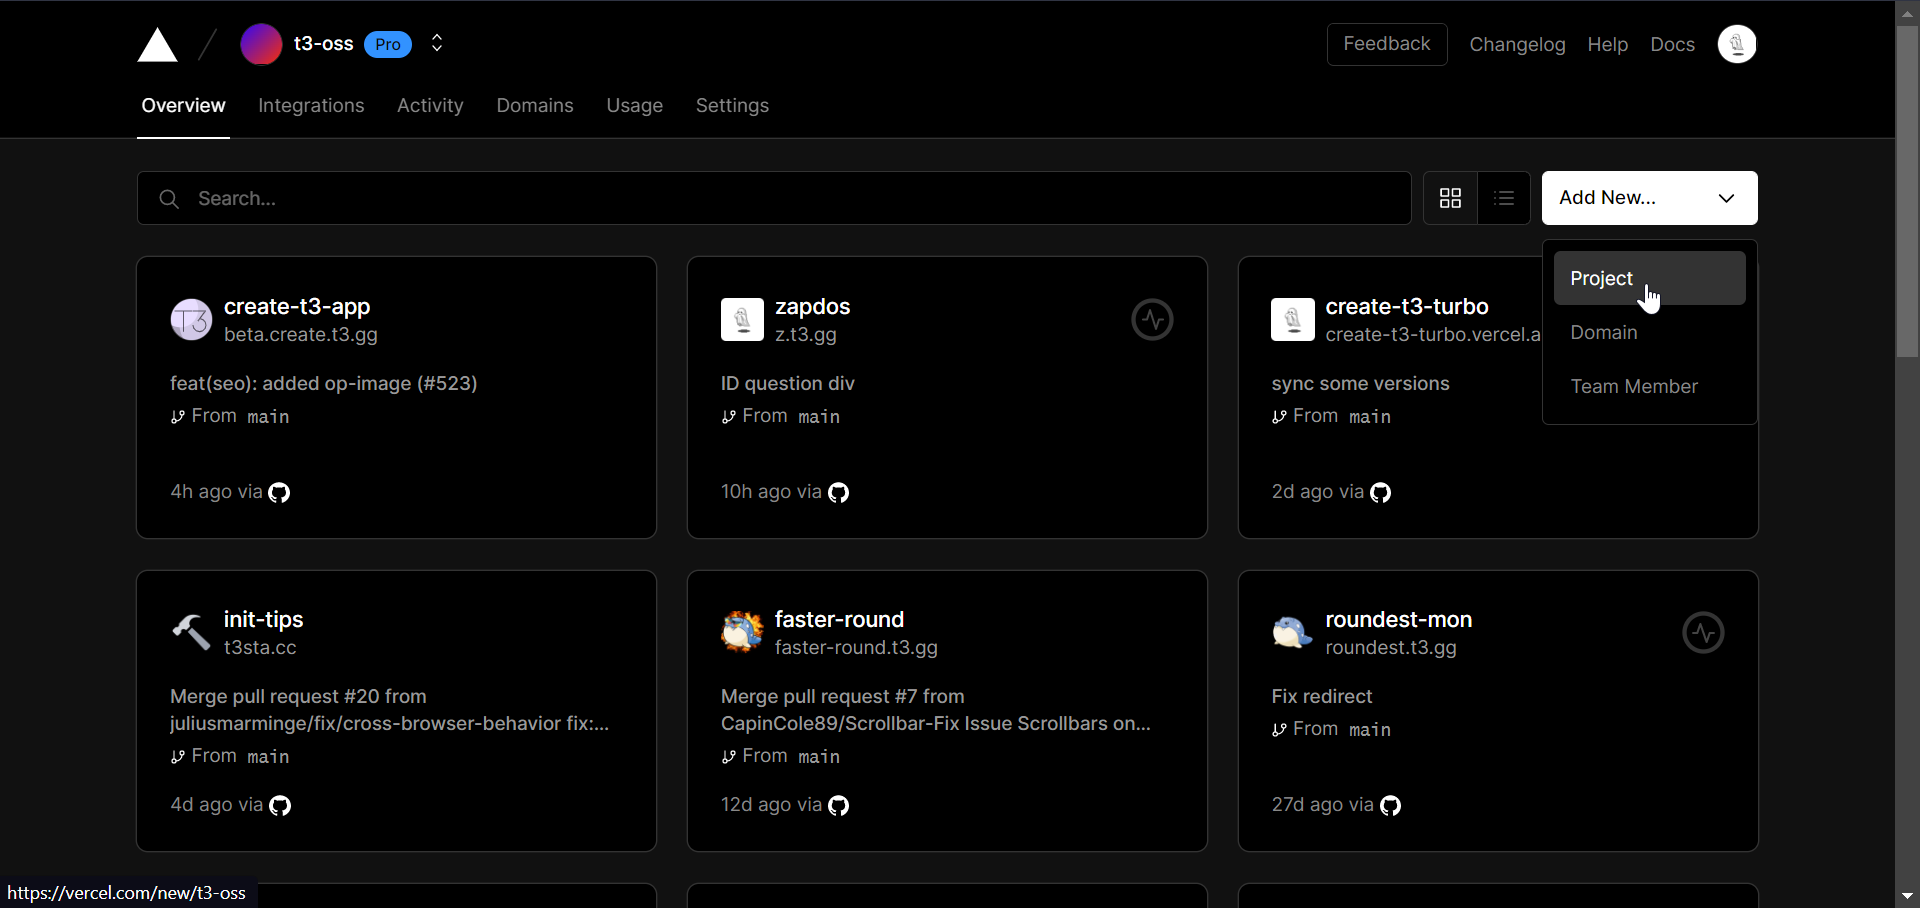 t3-oss Pro
Feedback Changelog Help Docs
Overview Integrations Activity Domains Usage Settings
Search...
Add New...
Project
Domain
Team Member
create-t3-app
beta.create.t3.gg
feat(seo): added op-image (#523)
From main
4h ago via
zapdos
z.t3.gg
ID question div
From main
10h ago via
create-t3-turbo
create-t3-turbo.vercel.a
sync some versions
From main
2d ago via
init-tips
t3sta.cc
Merge pull request #20 from
juliusmarminge/fix/cross-browser-behavior fix:...
From main
4d ago via
faster-round
faster-round.t3.gg
Merge pull request #7 from
CapinCole89/Scrollbar-Fix Issue Scrollbars on...
From main
12d ago via
roundest-mon
roundest.t3.gg
Fix redirect
From main
27d ago via
https://vercel.com/new/t3-oss